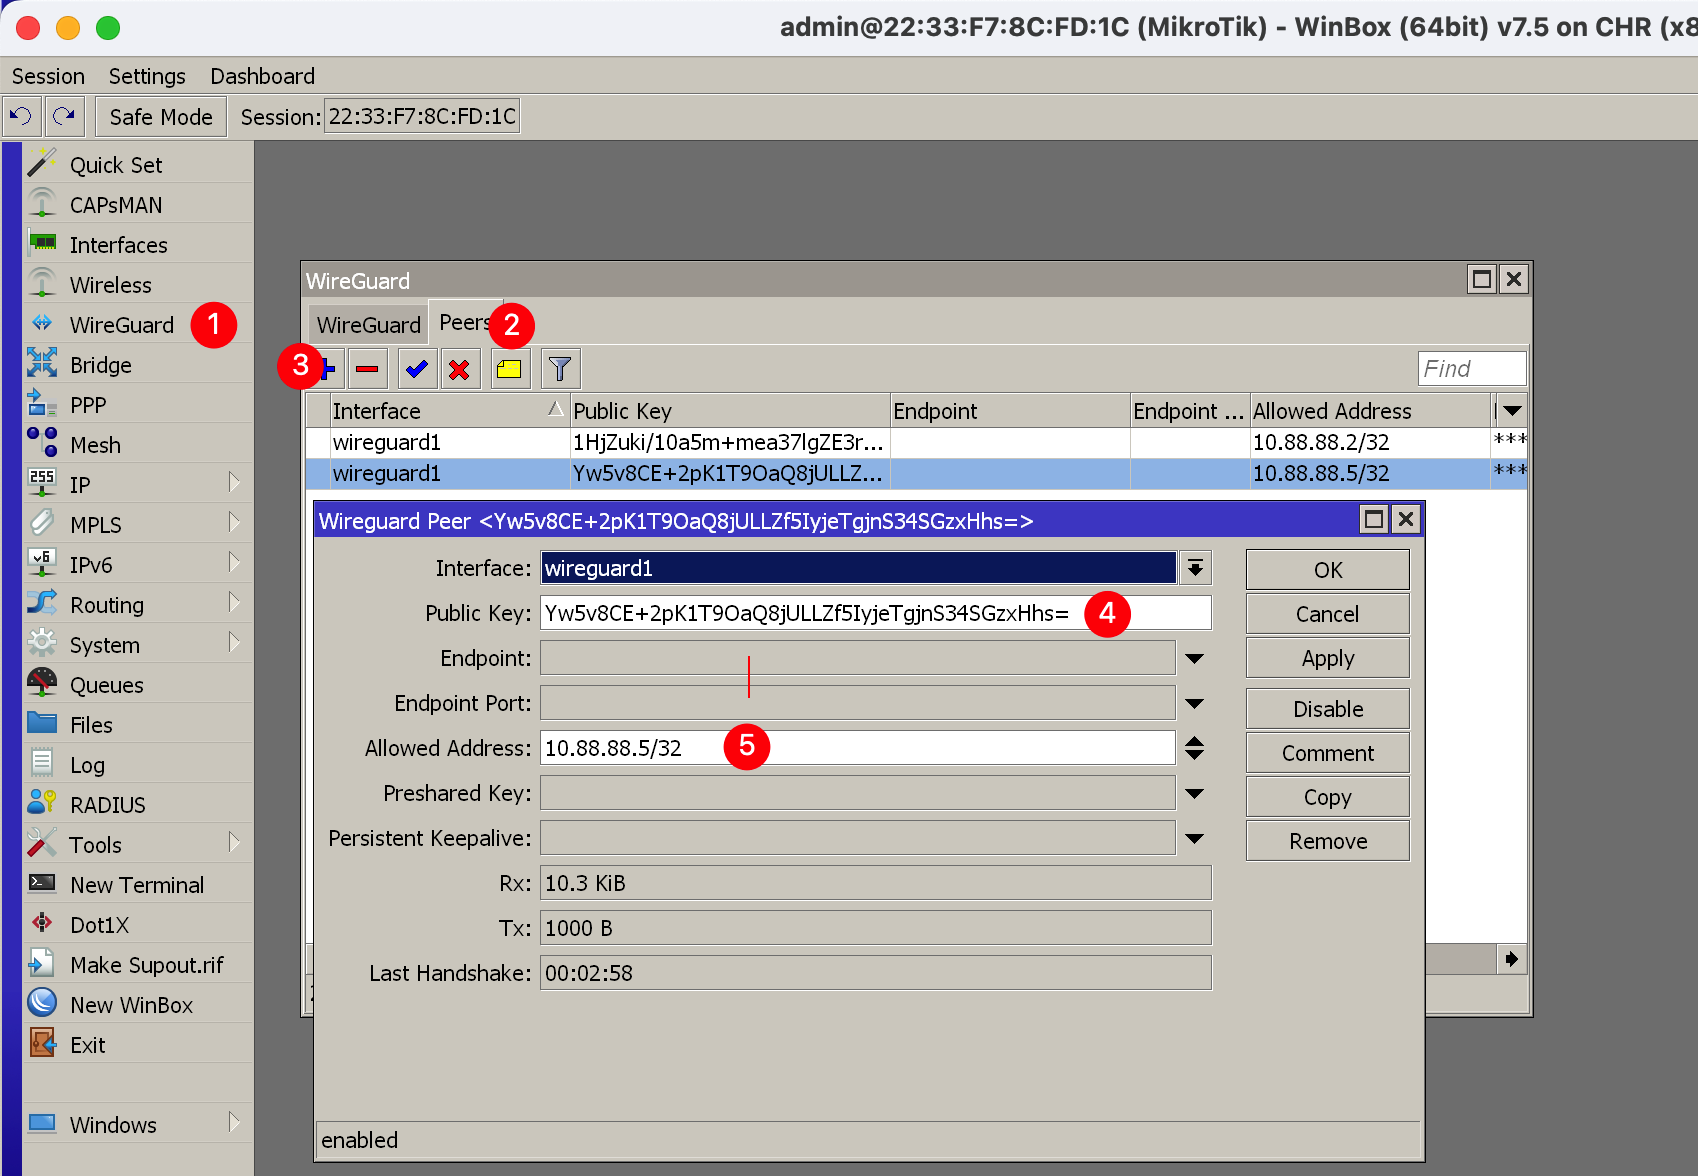 admin@22:33:F7:8C:FD:1C (MikroTik) - WinBox (64bit) v7.5 on CHR (x8
Session Settings Dashboard
Safe Mode Session: 22:33:F7:8C:FD:1C
Quick Set
CAPsMAN
Interfaces
Wireless
WireGuard 1
Bridge
PPP
Mesh
255 IP
MPLS
v6 IPv6
Routing
System
Queues
Files
Log
RADIUS
Tools
New Terminal
Dot1X
Make Supout.rif
New WinBox
Exit
Windows
WireGuard
WireGuard Peers 2
3 Find
Interface Public Key Endpoint Endpoint ... Allowed Address
wireguard1 1HjZuki/10a5m+mea37lgZE3r... 10.88.88.2/32 ***
wireguard1 Yw5v8CE+2pK1T9OaQ8jULLZ... 10.88.88.5/32 ***
Wireguard Peer <Yw5v8CE+2pK1T9OaQ8jULLZf5IyjeTgjnS34SGzxHhs=>
Interface: wireguard1
Public Key: Yw5v8CE+2pK1T9OaQ8jULLZf5IyjeTgjnS34SGzxHhs= 4
Endpoint:
Endpoint Port:
Allowed Address: 10.88.88.5/32 5
Preshared Key:
Persistent Keepalive:
Rx: 10.3 KiB
Tx: 1000 B
Last Handshake: 00:02:58
OK
Cancel
Apply
Disable
Comment
Copy
Remove
enabled